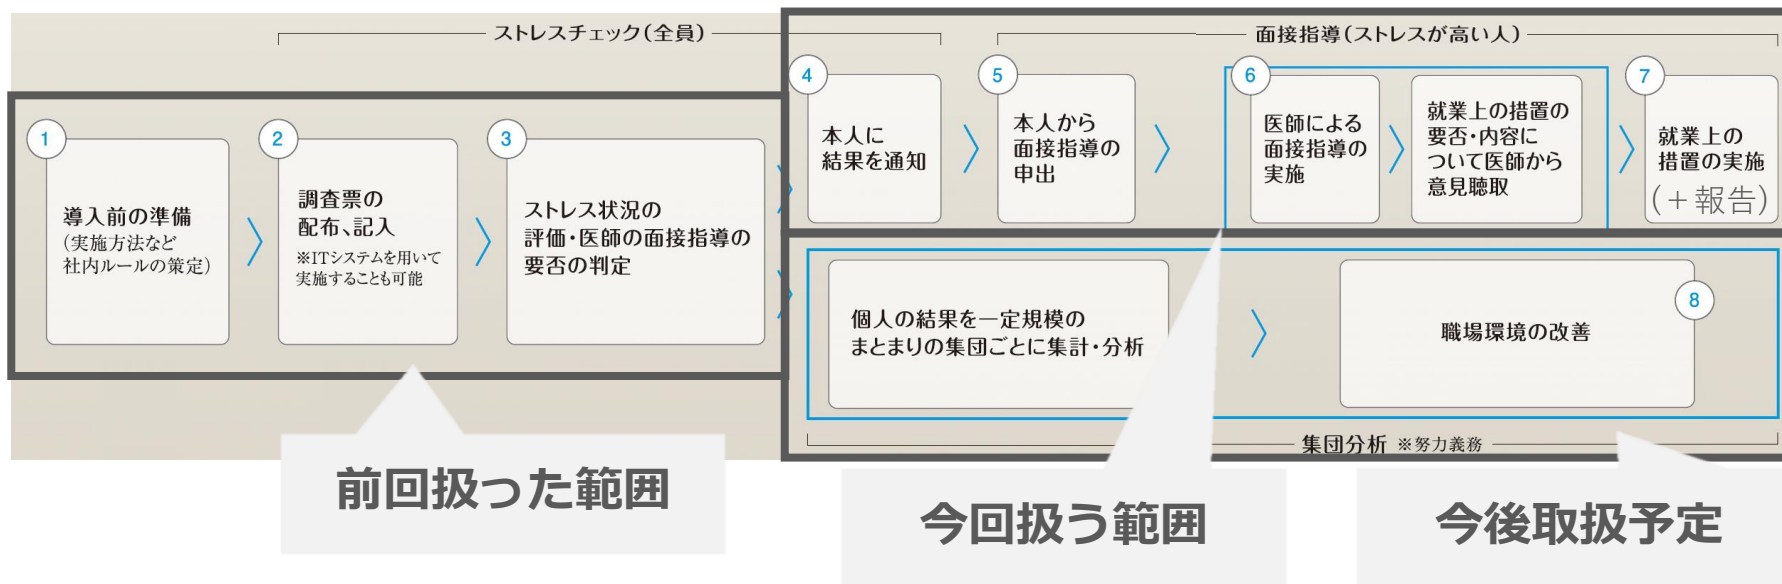 ストレスチェック(全員)
面接指導(ストレスが高い人)
1
導入前の準備
(実施方法など
社内ルールの策定)
2
調査票の
配布、記入
※ITシステムを用いて
実施することも可能
3
ストレス状況の
評価・医師の面接指導の
要否の判定
4
本人に
結果を通知
5
本人から
面接指導の
申出
6
医師による
面接指導の
実施
就業上の措置の
要否・内容に
ついて医師から
意見聴取
7
就業上の
措置の実施
(+報告)
個人の結果を一定規模の
まとまりの集団ごとに集計・分析
8
職場環境の改善
集団分析 ※努力義務
前回扱った範囲
今回扱う範囲
今後取扱予定